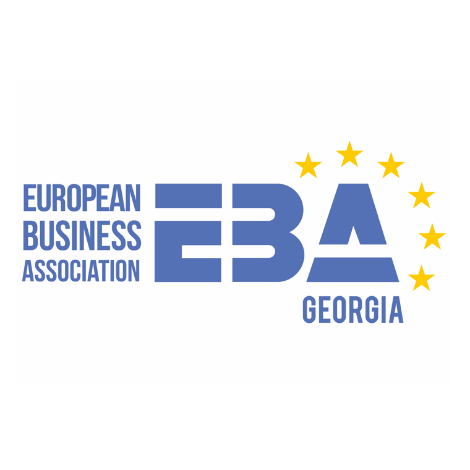 EUROPEAN
BUSINESS
ASSOCIATION
EBA
GEORGIA